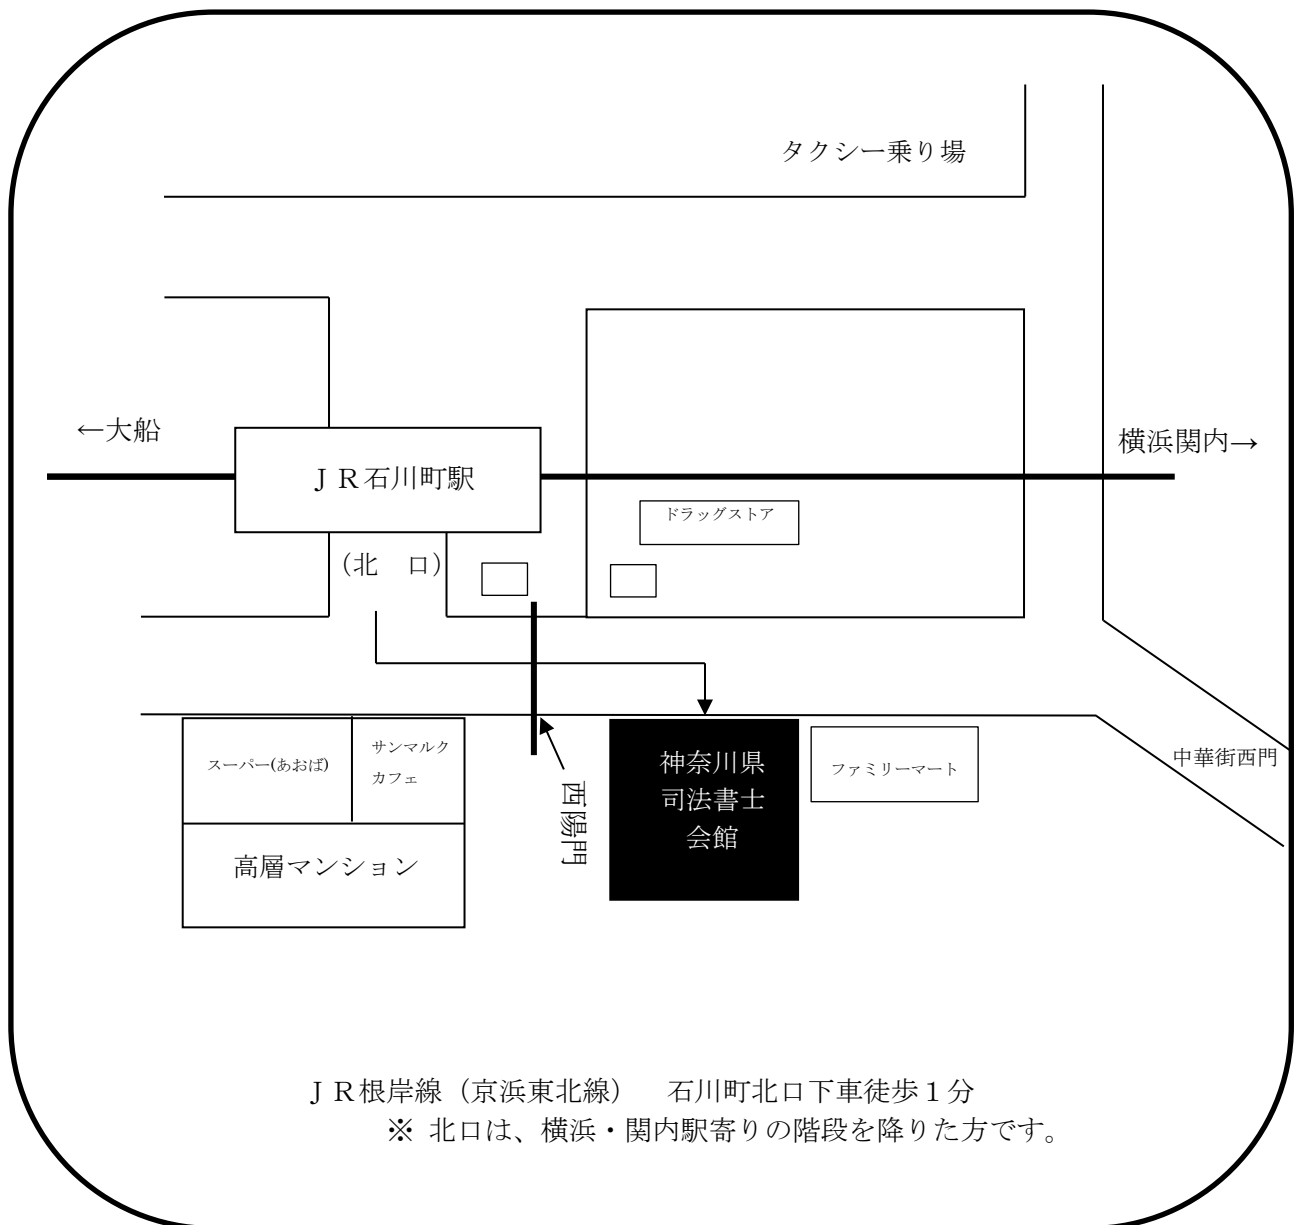 タクシー乗り場
←大船
横浜関内→
ＪＲ石川町駅
ドラッグストア
（北　口）
スーパー(あおば)
サンマルク
カフェ
高層マンション
西陽門
神奈川県
司法書士
会館
ファミリーマート
中華街西門
ＪＲ根岸線（京浜東北線）　石川町北口下車徒歩１分
※ 北口は、横浜・関内駅寄りの階段を降りた方です。